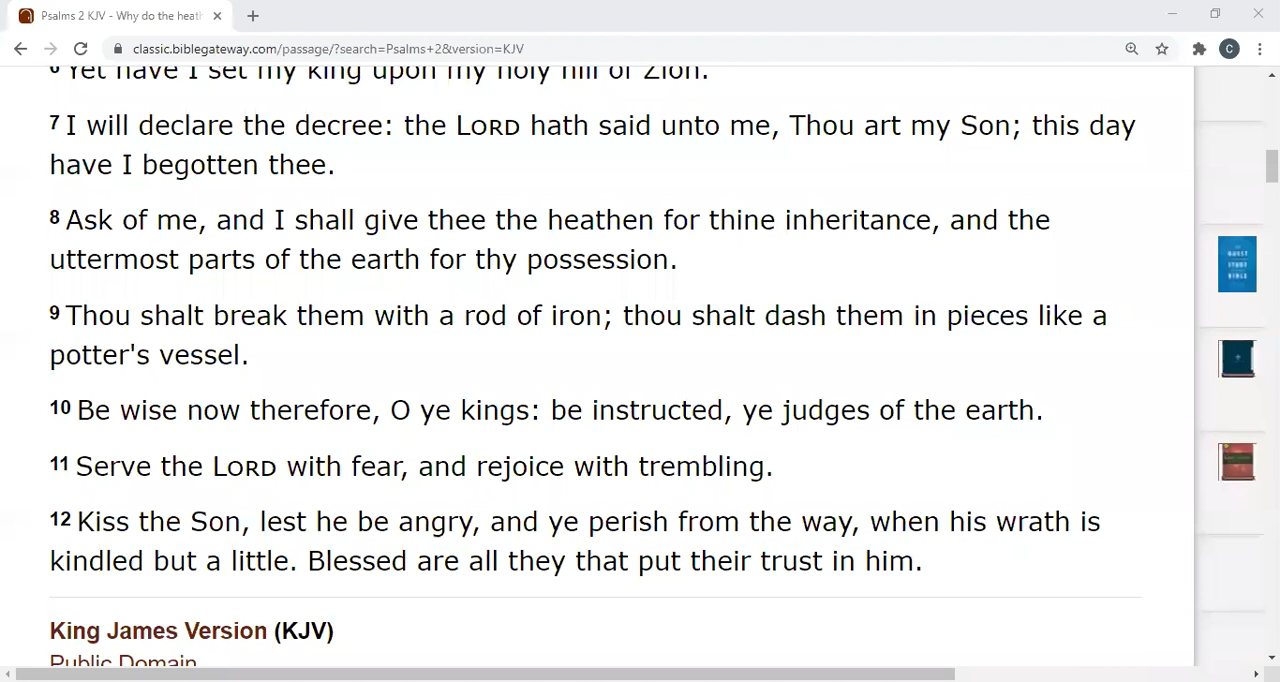 Psalms 2 KJV - Why do the heat
classic.biblegateway.com/passage/?search=Psalms+2&version=KJV
C
6 Yet have I set my king upon my holy hill of Zion.
7 I will declare the decree: the LORD hath said unto me, Thou art my Son; this day
have I begotten thee.
8 Ask of me, and I shall give thee the heathen for thine inheritance, and the
uttermost parts of the earth for thy possession.
9 Thou shalt break them with a rod of iron; thou shalt dash them in pieces like a
potter's vessel.
10 Be wise now therefore, O ye kings: be instructed, ye judges of the earth.
11 Serve the LORD with fear, and rejoice with trembling.
12 Kiss the Son, lest he be angry, and ye perish from the way, when his wrath is
kindled but a little. Blessed are all they that put their trust in him.
King James Version (KJV)
Public Domain
QUEST
STUDY
BIBLE